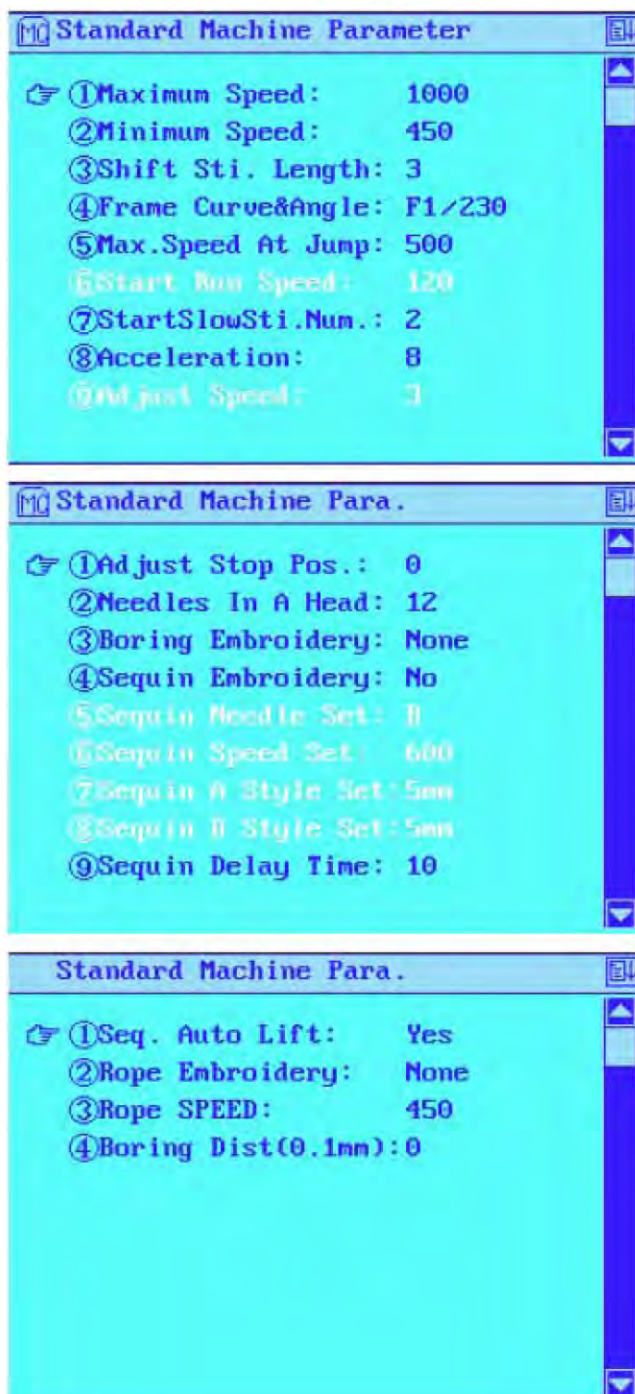 MC Standard Machine Parameter
①Maximum Speed: 1000
②Minimum Speed: 450
③Shift Sti. Length: 3
④Frame Curve&Angle: F1/230
⑤Max.Speed At Jump: 500
⑥Start Run Speed: 120
⑦StartSlowSti.Num.: 2
⑧Acceleration: 8
⑨Adjust Speed: 3
MC Standard Machine Para.
①Adjust Stop Pos.: 0
②Needles In A Head: 12
③Boring Embroidery: None
④Sequin Embroidery: No
⑤Sequin Needle Set:
⑥Sequin Speed Set: 600
⑦Sequin A Style Set:5mm
⑧Sequin B Style Set:5mm
⑨Sequin Delay Time: 10
Standard Machine Para.
①Seq. Auto Lift: Yes
②Rope Embroidery: None
③Rope SPEED: 450
④Boring Dist(0.1mm):0